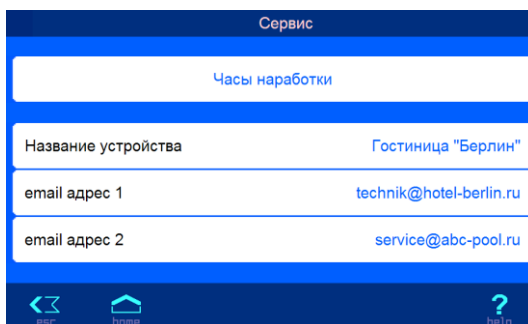 Сервис
Часы наработки
Название устройства Гостиница "Берлин"
email адрес 1 technik@hotel-berlin.ru
email адрес 2 service@abc-pool.ru
esc home help